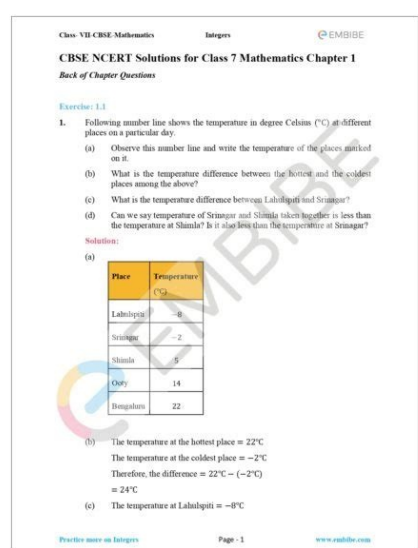 Class- VII-CBSE-Mathematics Integers EMBIBE
CBSE NCERT Solutions for Class 7 Mathematics Chapter 1
Back of Chapter Questions
Exercise: 1.1
1. Following number line shows the temperature in degree Celsius (°C) at different
places on a particular day.
(a) Observe this number line and write the temperature of the places marked
on it.
(b) What is the temperature difference between the hottest and the coldest
places among the above?
(c) What is the temperature difference between Lahulspiti and Srinagar?
(d) Can we say temperature of Srinagar and Shimla taken together is less than
the temperature at Shimla? Is it also less than the temperature at Srinagar?
Solution:
(a)
Place Temperature
(°C)
Lahulspiti −8
Srinagar −2
Shimla 5
Ooty 14
Bengaluru 22
(b) The temperature at the hottest place = 22°C
The temperature at the coldest place = −2°C
Therefore, the difference = 22°C − (−2°C)
= 24°C
(c) The temperature at Lahulspiti = −8°C
Practice more on Integers Page - 1 www.embibe.com
EMBIBE